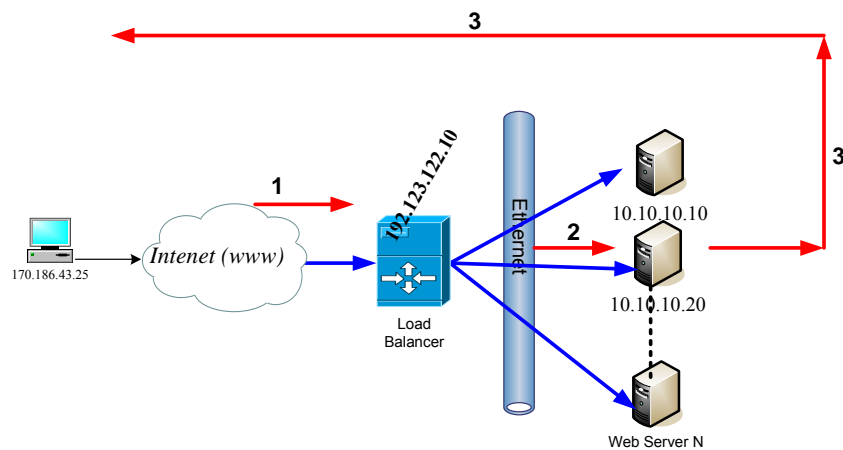 3
192.123.122.10
1
3
Ethernet
10.10.10.10
2
Intenet (www)
170.186.43.25
10.10.10.20
Load
Balancer
Web Server N